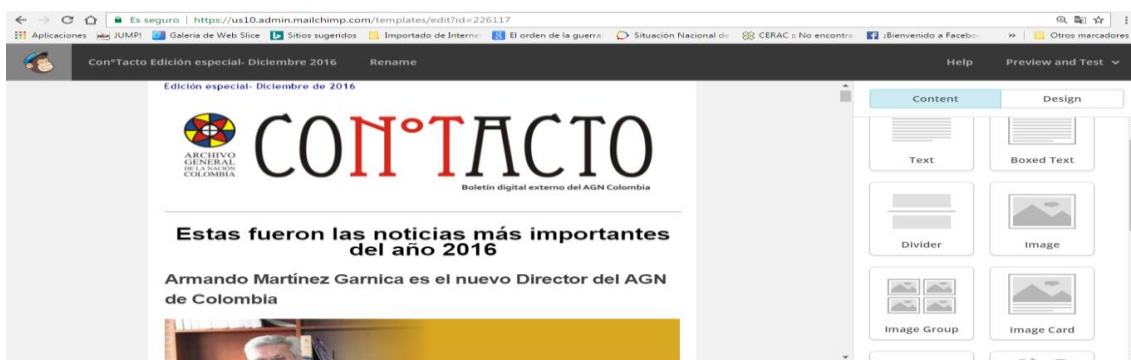 Es seguro | https://us10.admin.mailchimp.com/templates/edit?id=226117
Aplicaciones JUMP! Galería de Web Slice Sitios sugeridos Importado de Interne El orden de la guerra: Situación Nacional de CERAC :: No encontra ¡Bienvenido a Facebo » Otros marcadores
Con°Tacto Edición especial- Diciembre 2016 Rename Help Preview and Test
Edición especial- Diciembre de 2016
Content Design
ARCHIVO
GENERAL
DE LA NACIÓN
COLOMBIA
CON°TACTO
Boletín digital externo del AGN Colombia
Text Boxed Text
Estas fueron las noticias más importantes
del año 2016
Divider Image
Armando Martínez Garnica es el nuevo Director del AGN
de Colombia
Image Group Image Card